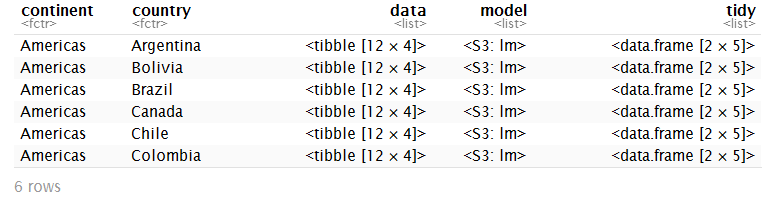 continent country data model tidy
<fctr> <fctr> <list> <list> <list>
Americas Argentina <tibble [12 × 4]> <S3: lm> <data.frame [2 × 5]>
Americas Bolivia <tibble [12 × 4]> <S3: lm> <data.frame [2 × 5]>
Americas Brazil <tibble [12 × 4]> <S3: lm> <data.frame [2 × 5]>
Americas Canada <tibble [12 × 4]> <S3: lm> <data.frame [2 × 5]>
Americas Chile <tibble [12 × 4]> <S3: lm> <data.frame [2 × 5]>
Americas Colombia <tibble [12 × 4]> <S3: lm> <data.frame [2 × 5]>
6 rows